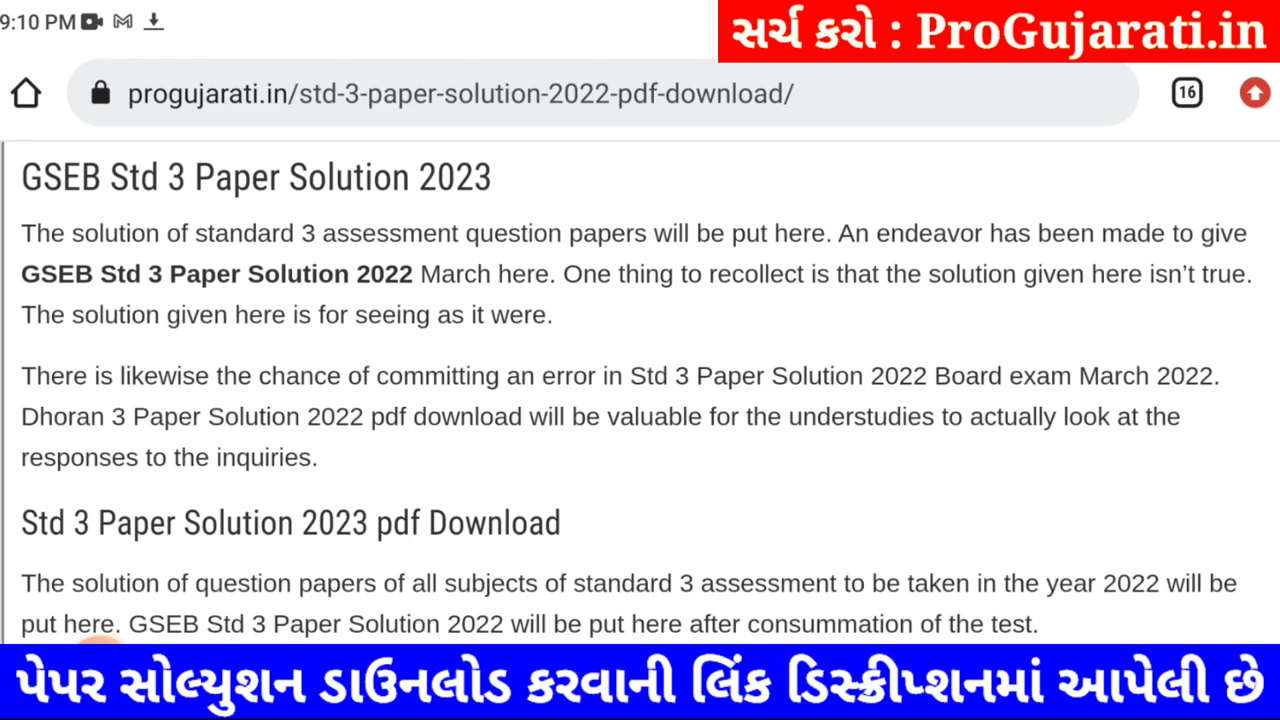 9:10 PM
સર્ચ કરો : ProGujarati.in
progujarati.in/std-3-paper-solution-2022-pdf-download/
16
GSEB Std 3 Paper Solution 2023
The solution of standard 3 assessment question papers will be put here. An endeavor has been made to give
GSEB Std 3 Paper Solution 2022 March here. One thing to recollect is that the solution given here isn’t true.
The solution given here is for seeing as it were.
There is likewise the chance of committing an error in Std 3 Paper Solution 2022 Board exam March 2022.
Dhoran 3 Paper Solution 2022 pdf download will be valuable for the understudies to actually look at the
responses to the inquiries.
Std 3 Paper Solution 2023 pdf Download
The solution of question papers of all subjects of standard 3 assessment to be taken in the year 2022 will be
put here. GSEB Std 3 Paper Solution 2022 will be put here after consummation of the test.
પેપર સોલ્યુશન ડાઉનલોડ કરવાની લિંક ડિસ્ક્રીપ્શનમાં આપેલી છે